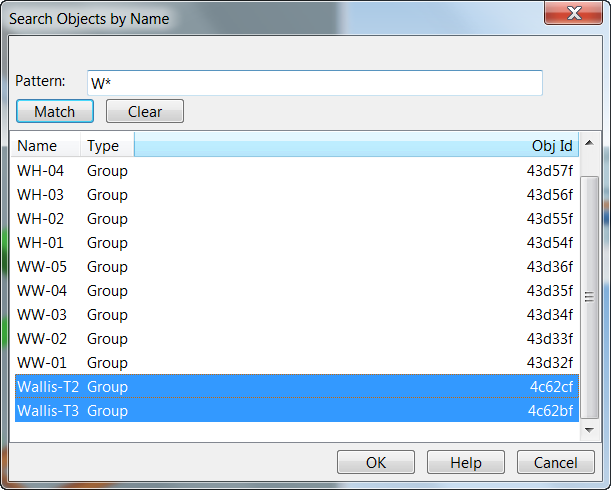 Search Objects by Name
Pattern: W*
Match Clear
Name Type Obj Id
WH-04 Group 43d57f
WH-03 Group 43d56f
WH-02 Group 43d55f
WH-01 Group 43d54f
WW-05 Group 43d36f
WW-04 Group 43d35f
WW-03 Group 43d34f
WW-02 Group 43d33f
WW-01 Group 43d32f
Wallis-T2 Group 4c62cf
Wallis-T3 Group 4c62bf
OK Help Cancel